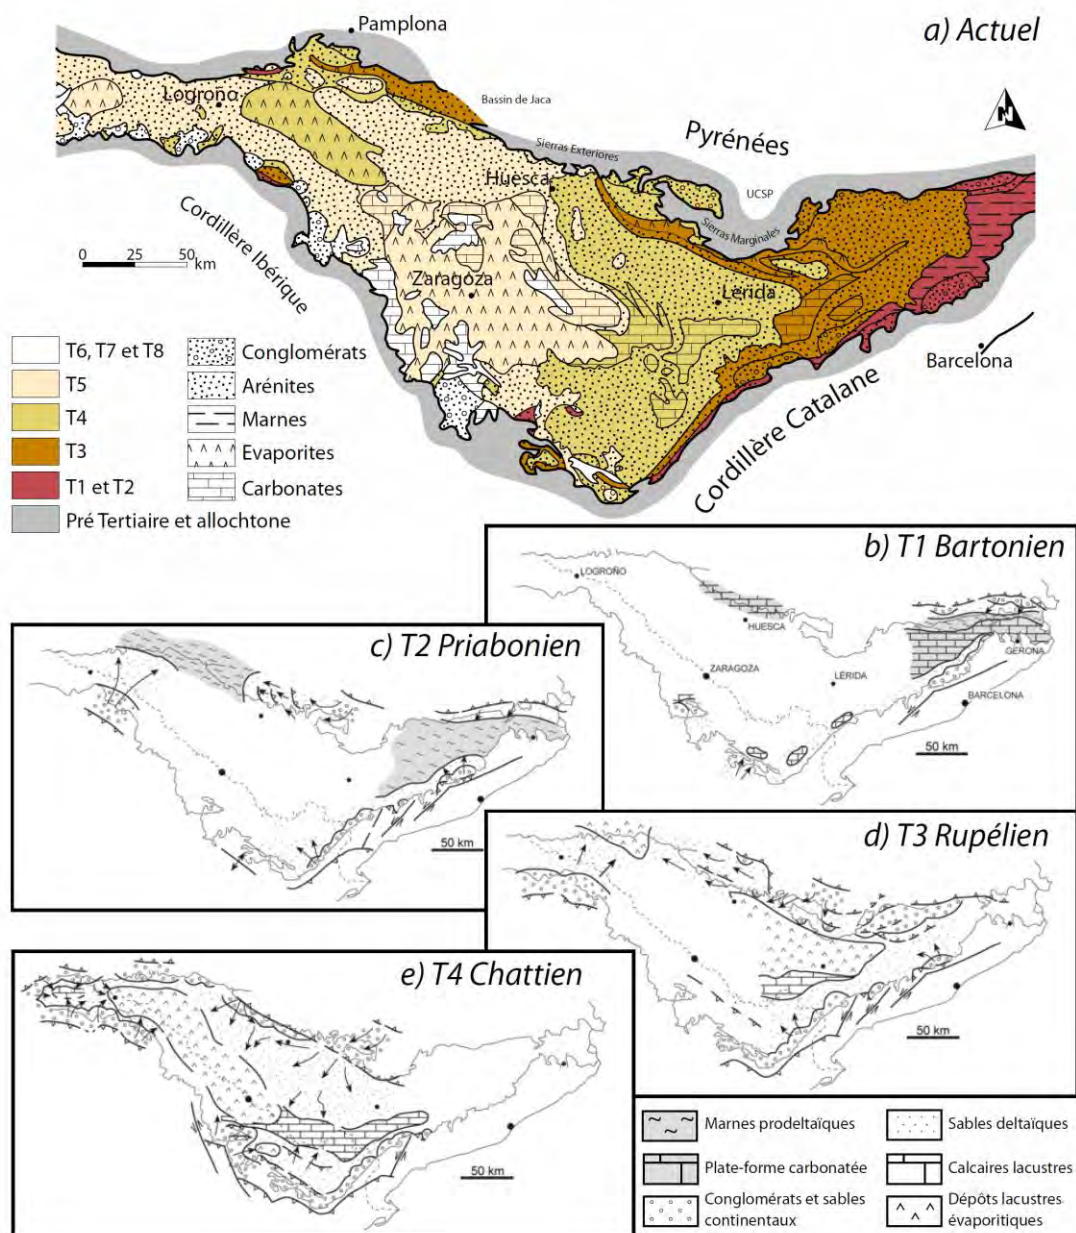 a) Actuel
Pamplona
Logroño
Bassin de Jaca
Sierras Exteriores
Pyrénées
N
Huesca
UCSP
Sierras Marginales
Cordillère Ibérique
0 25 50
km
Zaragoza
Lérida
Barcelona
Cordillère Catalane
T6, T7 et T8
T5
T4
T3
T1 et T2
Pré Tertiaire et allochtone
Conglomérats
Arénites
Marnes
Evaporites
Carbonates
b) T1 Bartonien
LOGROÑO
HUESCA
ZARAGOZA
LÉRIDA
GERONA
BARCELONA
50 km
c) T2 Priabonien
50 km
d) T3 Rupélien
50 km
e) T4 Chattien
50 km
Marnes prodeltaïques
Plate-forme carbonatée
Conglomérats et sables
continentaux
Sables deltaïques
Calcaires lacustres
Dépôts lacustres
évaporitiques